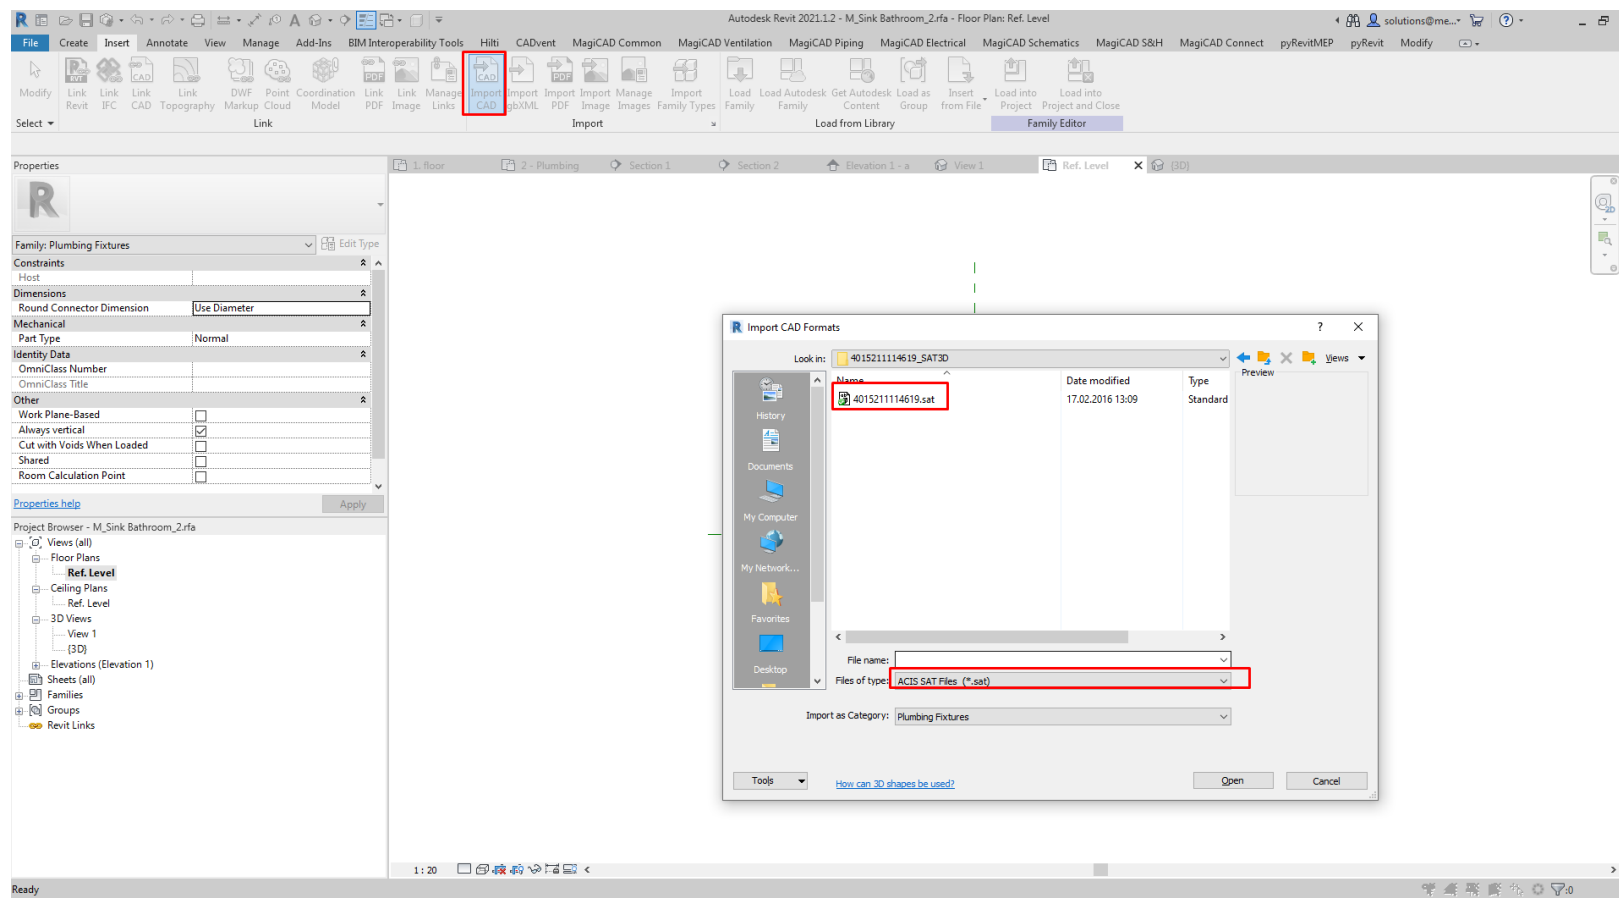 Autodesk Revit 2021.1.2 - M_Sink Bathroom_2.rfa - Floor Plan: Ref. Level
solutions@me...
File Create Insert Annotate View Manage Add-Ins BIM Interoperability Tools Hilti CADvent MagiCAD Common MagiCAD Ventilation MagiCAD Piping MagiCAD Electrical MagiCAD Schematics MagiCAD S&H MagiCAD Connect pyRevitMEP pyRevit Modify
Modify Link Revit Link IFC Link CAD Link Topography DWF Markup Point Cloud Coordination Model Link PDF Link Image Manage Links Import CAD Import gbXML Import PDF Import Image Manage Images Import Family Types Load Family Load Autodesk Family Get Autodesk Content Load as Group Insert from File Load into Project Load into Project and Close
Select Link Import Load from Library Family Editor
Properties
1. floor 2 - Plumbing Section 1 Section 2 Elevation 1 - a View 1 Ref. Level {3D}
Family: Plumbing Fixtures Edit Type
Constraints
Host
Dimensions
Round Connector Dimension Use Diameter
Mechanical
Part Type Normal
Identity Data
OmniClass Number
OmniClass Title
Other
Work Plane-Based
Always vertical
Cut with Voids When Loaded
Shared
Room Calculation Point
Properties help Apply
Project Browser - M_Sink Bathroom_2.rfa
Views (all)
Floor Plans
Ref. Level
Ceiling Plans
Ref. Level
3D Views
View 1
{3D}
Elevations (Elevation 1)
Sheets (all)
Families
Groups
Revit Links
Import CAD Formats ?
Look in: 4015211114619_SAT3D Views
Name Date modified Type Preview
4015211114619.sat 17.02.2016 13:09 Standard
History
Documents
My Computer
My Network...
Favorites
Desktop
File name:
Files of type: ACIS SAT Files (*.sat)
Import as Category: Plumbing Fixtures
Tools How can 3D shapes be used? Open Cancel
1 : 20
Ready :0
2D